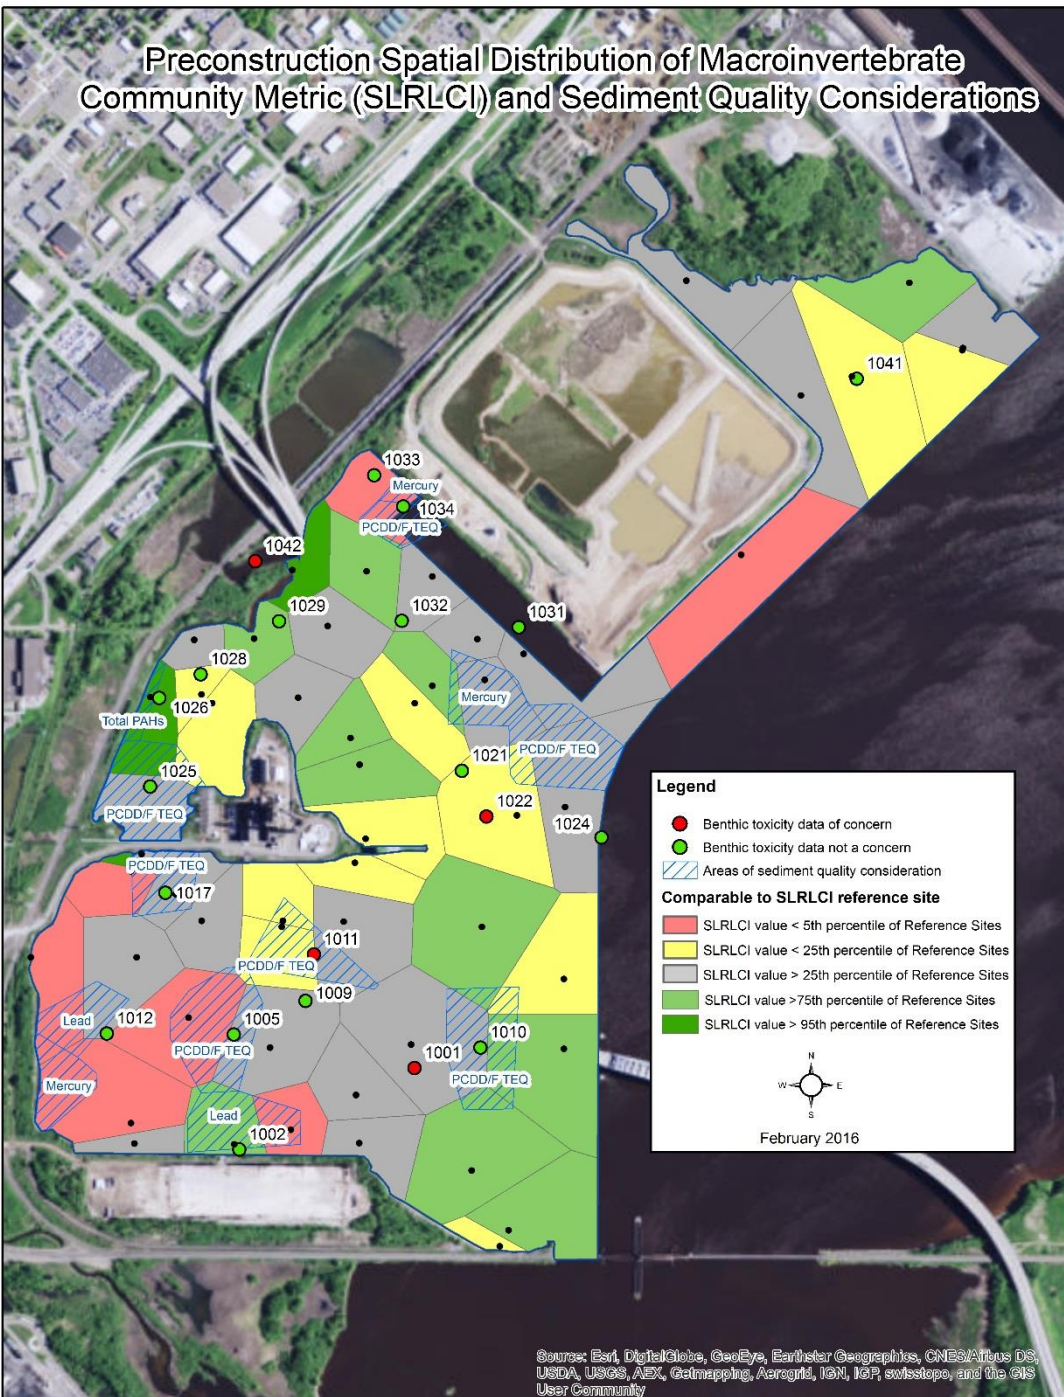 Preconstruction Spatial Distribution of Macroinvertebrate
Community Metric (SLRLCI) and Sediment Quality Considerations
1041
1033
Mercury
1034
PCDD/F TEQ
1042
1029
1032
1031
1028
1026
Total PAHs
Mercury
PCDD/F TEQ
1021
1025
PCDD/F TEQ
1022
1024
PCDD/F TEQ
1017
1011
PCDD/F TEQ
1009
Lead
1012
1005
PCDD/F TEQ
1010
1001
PCDD/F TEQ
Mercury
Lead
1002
Legend
Benthic toxicity data of concern
Benthic toxicity data not a concern
Areas of sediment quality consideration
Comparable to SLRLCI reference site
SLRLCI value < 5th percentile of Reference Sites
SLRLCI value < 25th percentile of Reference Sites
SLRLCI value > 25th percentile of Reference Sites
SLRLCI value >75th percentile of Reference Sites
SLRLCI value > 95th percentile of Reference Sites
N
W E
S
February 2016
Source: Esri, DigitalGlobe, GeoEye, Earthstar Geographics, CNES/Airbus DS,
USDA, USGS, AEX, Getmapping, Aerogrid, IGN, IGP, swisstopo, and the GIS
User Community